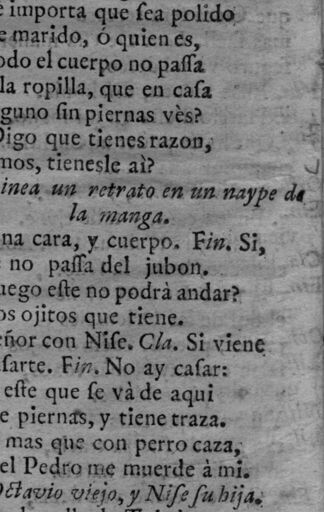 importa que ſea polido
marido, ó quien es,
odo el cuerpo no paſſa
la ropilla, que en caſa
guno ſin piernas vès?
Digo que tienes razon,
mos, tienesle aì?
inea un retrato en un naype de
la manga.
na cara, y cuerpo. Fin. Si,
no paſſa del jubon.
uego eſte no podrà andar?
os ojitos que tiene.
eñor con Niſe. Cla. Si viene
ſarte. Fin. No ay caſar:
eſte que ſe và de aqui
e piernas, y tiene traza.
mas que con perro caza,
el Pedro me muerde à mi.
Octavio viejo, y Niſe ſu hija.